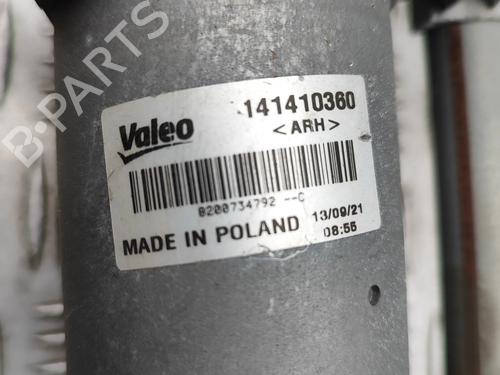 B-PARTS
Valeo
141410360
<ARH>
8200734792 --C
MADE IN POLAND
13/09/21
08:55